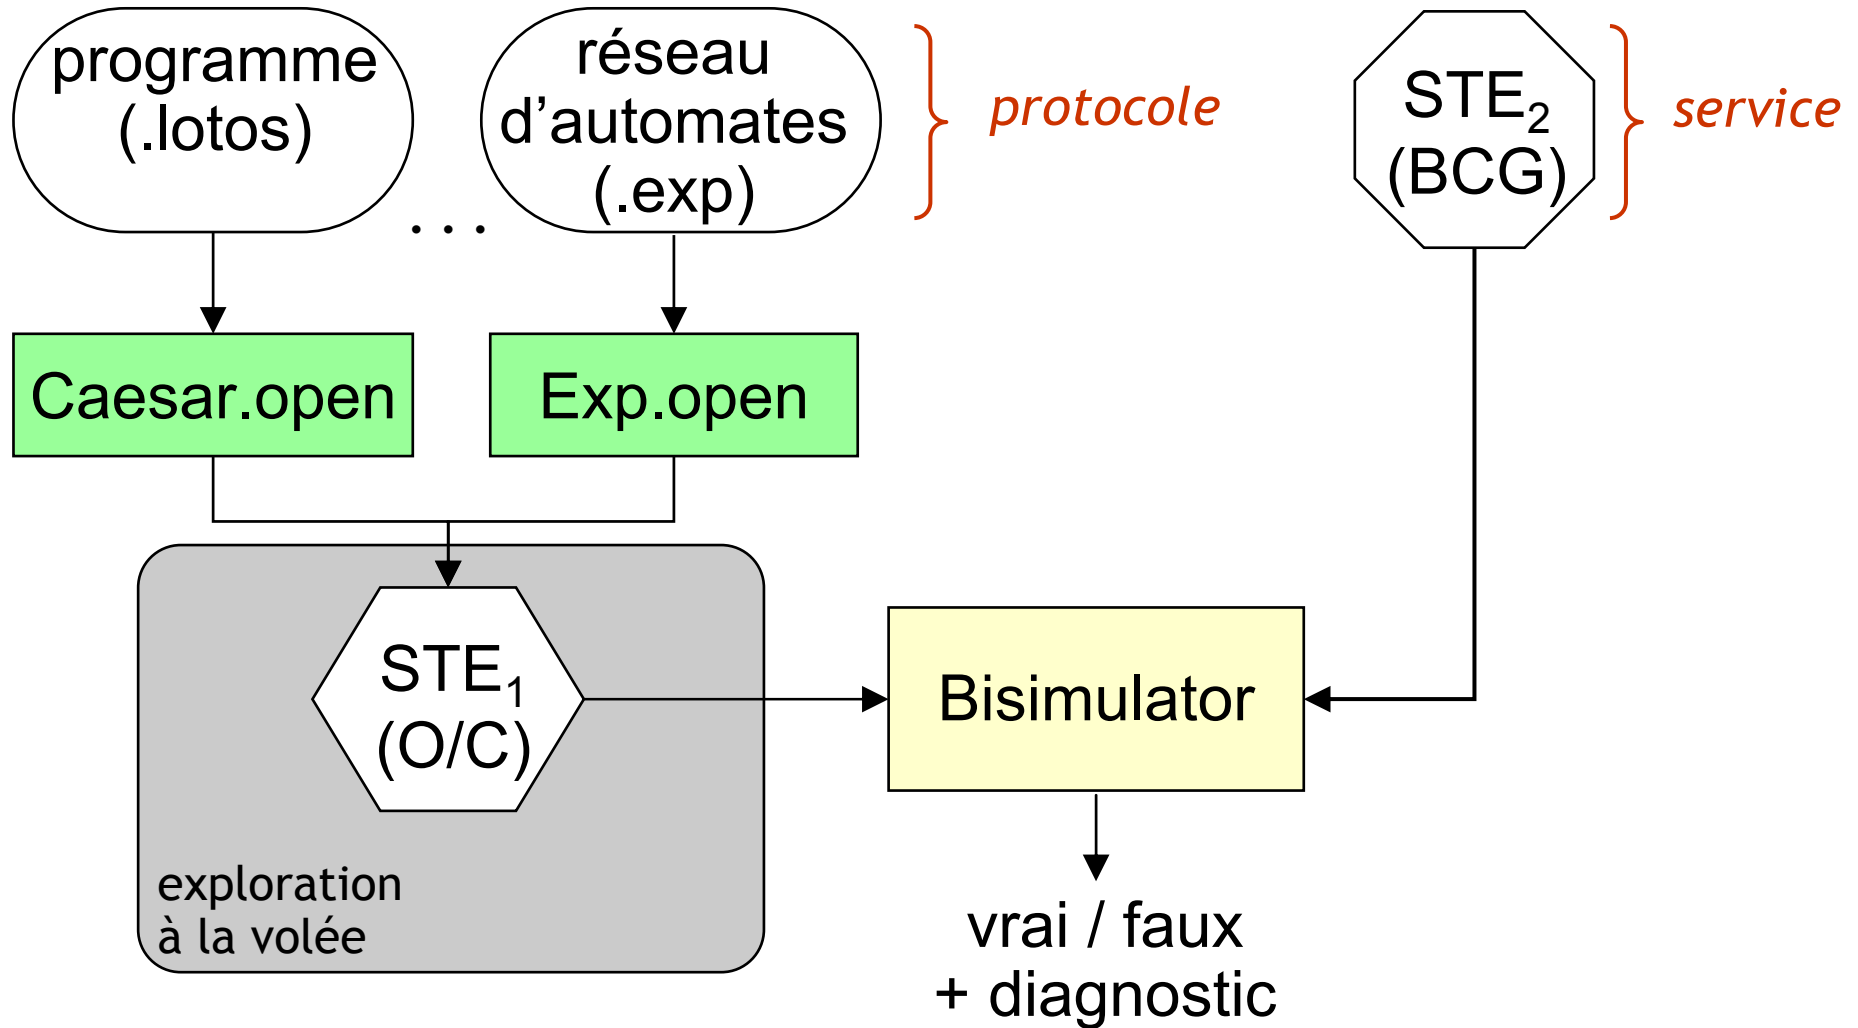 programme
(.lotos)
réseau
d’automates
(.exp)
. . .
protocole
STE2
(BCG)
service
Caesar.open
Exp.open
STE1
(O/C)
exploration
à la volée
Bisimulator
vrai / faux
+ diagnostic